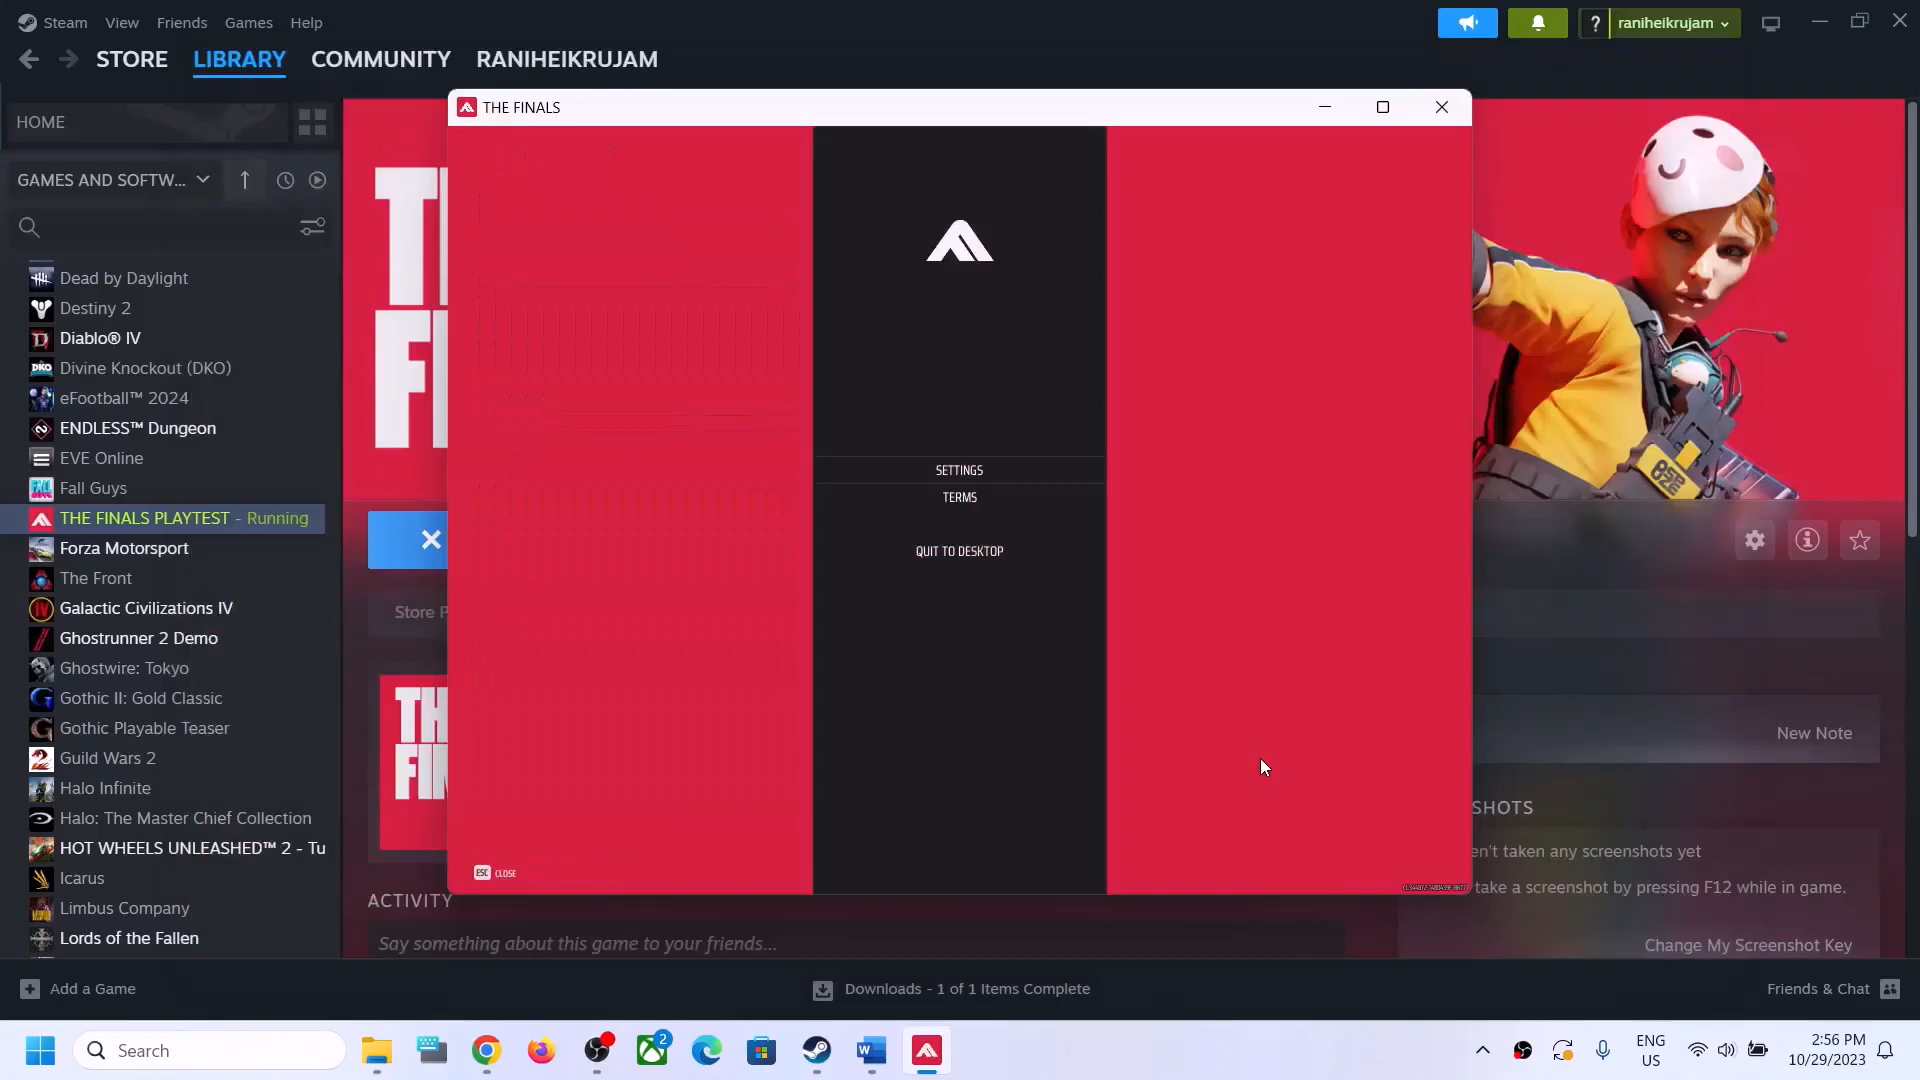 Steam View Friends Games Help
? raniheikrujam
STORE LIBRARY COMMUNITY RANIHEIKRUJAM
HOME
THE FINALS
GAMES AND SOFTW...
Dead by Daylight
Destiny 2
Diablo® IV
Divine Knockout (DKO)
eFootball™ 2024
ENDLESS™ Dungeon
EVE Online
Fall Guys
THE FINALS PLAYTEST - Running
Forza Motorsport
The Front
Galactic Civilizations IV
Ghostrunner 2 Demo
Ghostwire: Tokyo
Gothic II: Gold Classic
Gothic Playable Teaser
Guild Wars 2
Halo Infinite
Halo: The Master Chief Collection
HOT WHEELS UNLEASHED™ 2 - Tu
Icarus
Limbus Company
Lords of the Fallen
TH
F
SETTINGS
TERMS
QUIT TO DESKTOP
ESC CLOSE
Store P
TH
FIN
New Note
SHOTS
en't taken any screenshots yet
take a screenshot by pressing F12 while in game.
Change My Screenshot Key
ACTIVITY
Say something about this game to your friends...
Add a Game
Downloads - 1 of 1 Items Complete
Friends & Chat
Search
2
ENG
US
2:56 PM
10/29/2023